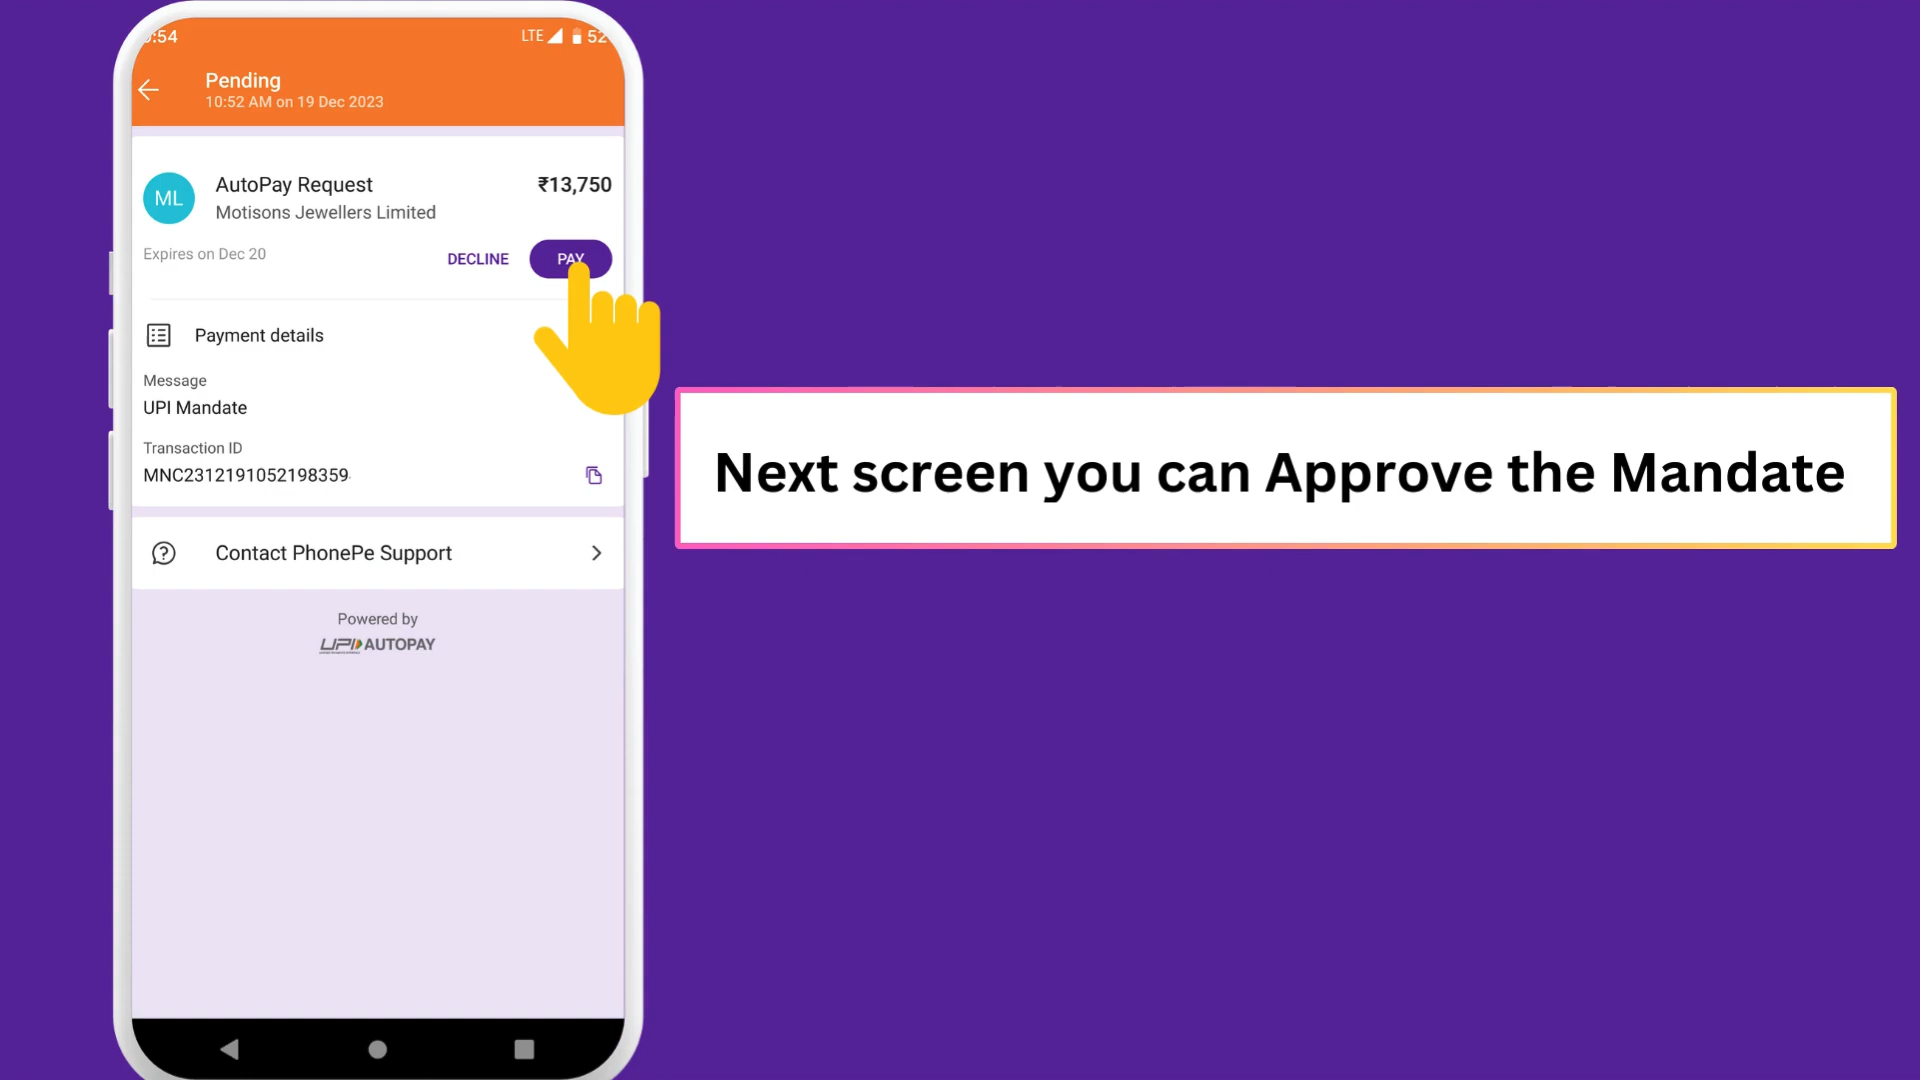 :54
LTE 52
Pending
10:52 AM on 19 Dec 2023
ML
AutoPay Request
₹13,750
Motisons Jewellers Limited
Expires on Dec 20
DECLINE
PAY
Payment details
Message
UPI Mandate
Transaction ID
MNC2312191052198359
Contact PhonePe Support
Powered by
UPI AUTOPAY
Next screen you can Approve the Mandate